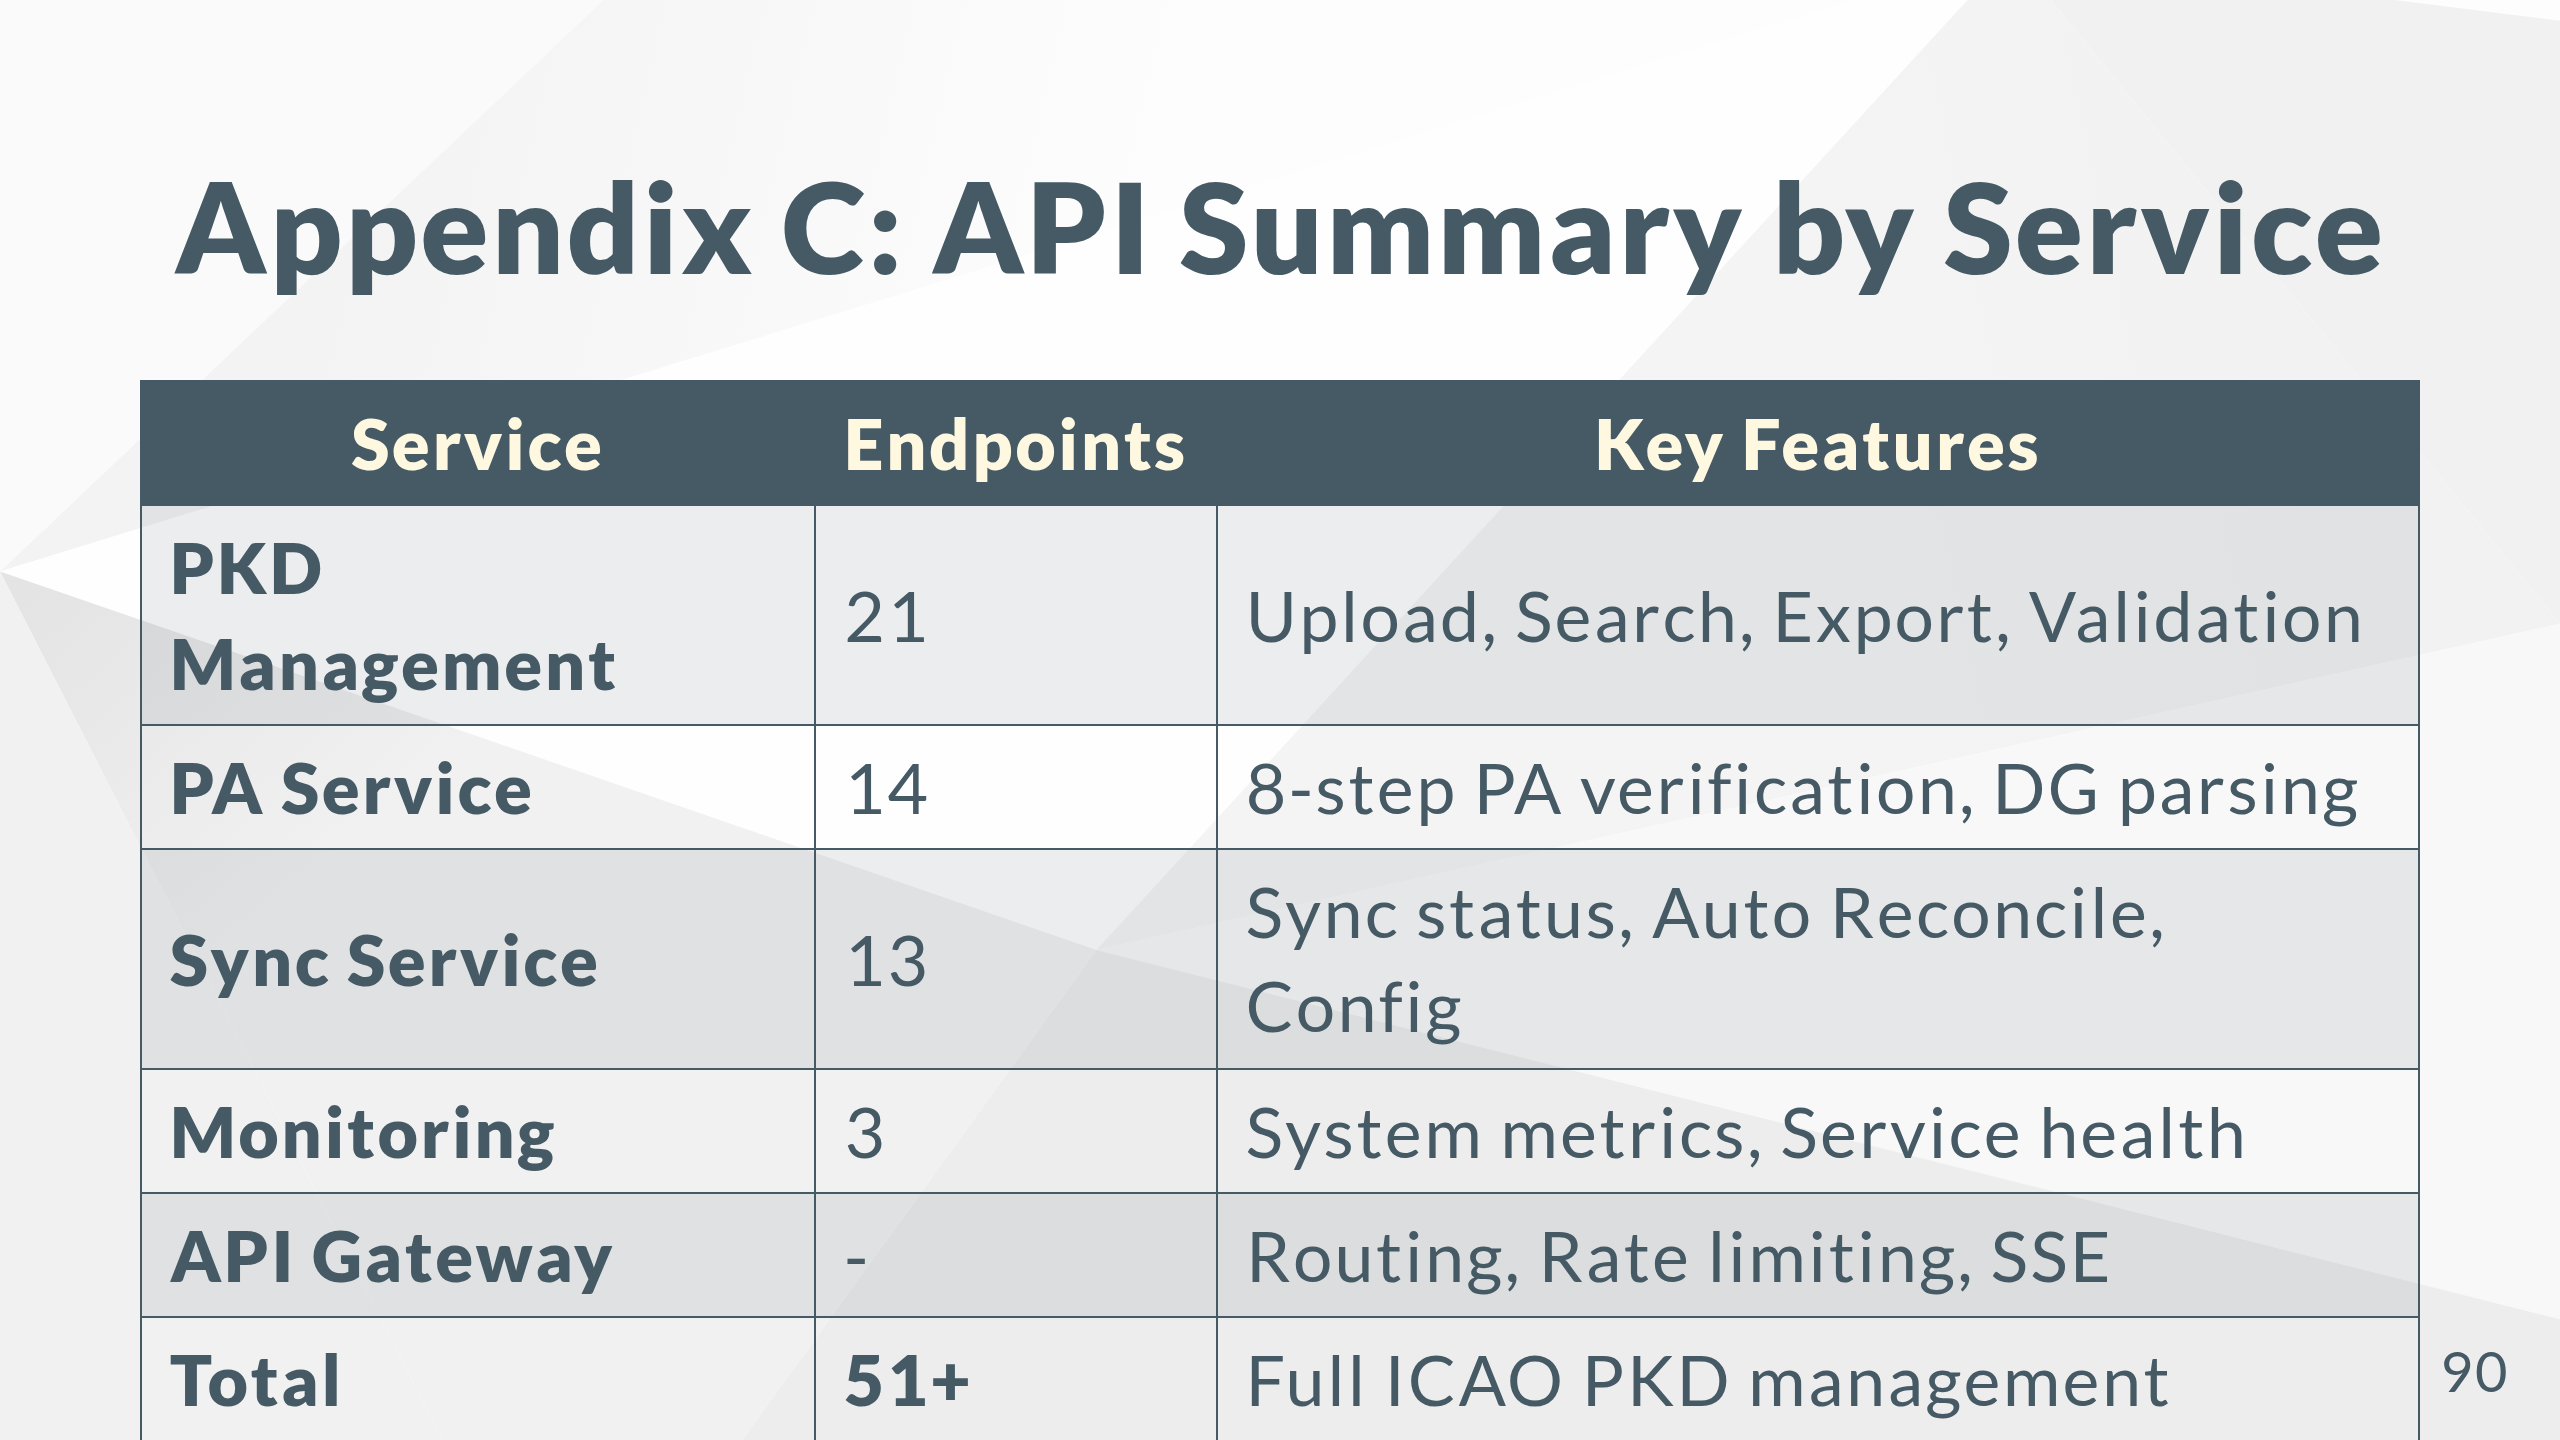 Appendix C: API Summary by Service
Service Endpoints Key Features
PKD
Management
21
Upload, Search, Export, Validation
PA Service 14 8-step PA verification, DG parsing
Sync Service
13
Sync status, Auto Reconcile,
Config
Monitoring 3 System metrics, Service health
API Gateway - Routing, Rate limiting, SSE
Total 51+ Full ICAO PKD management
90